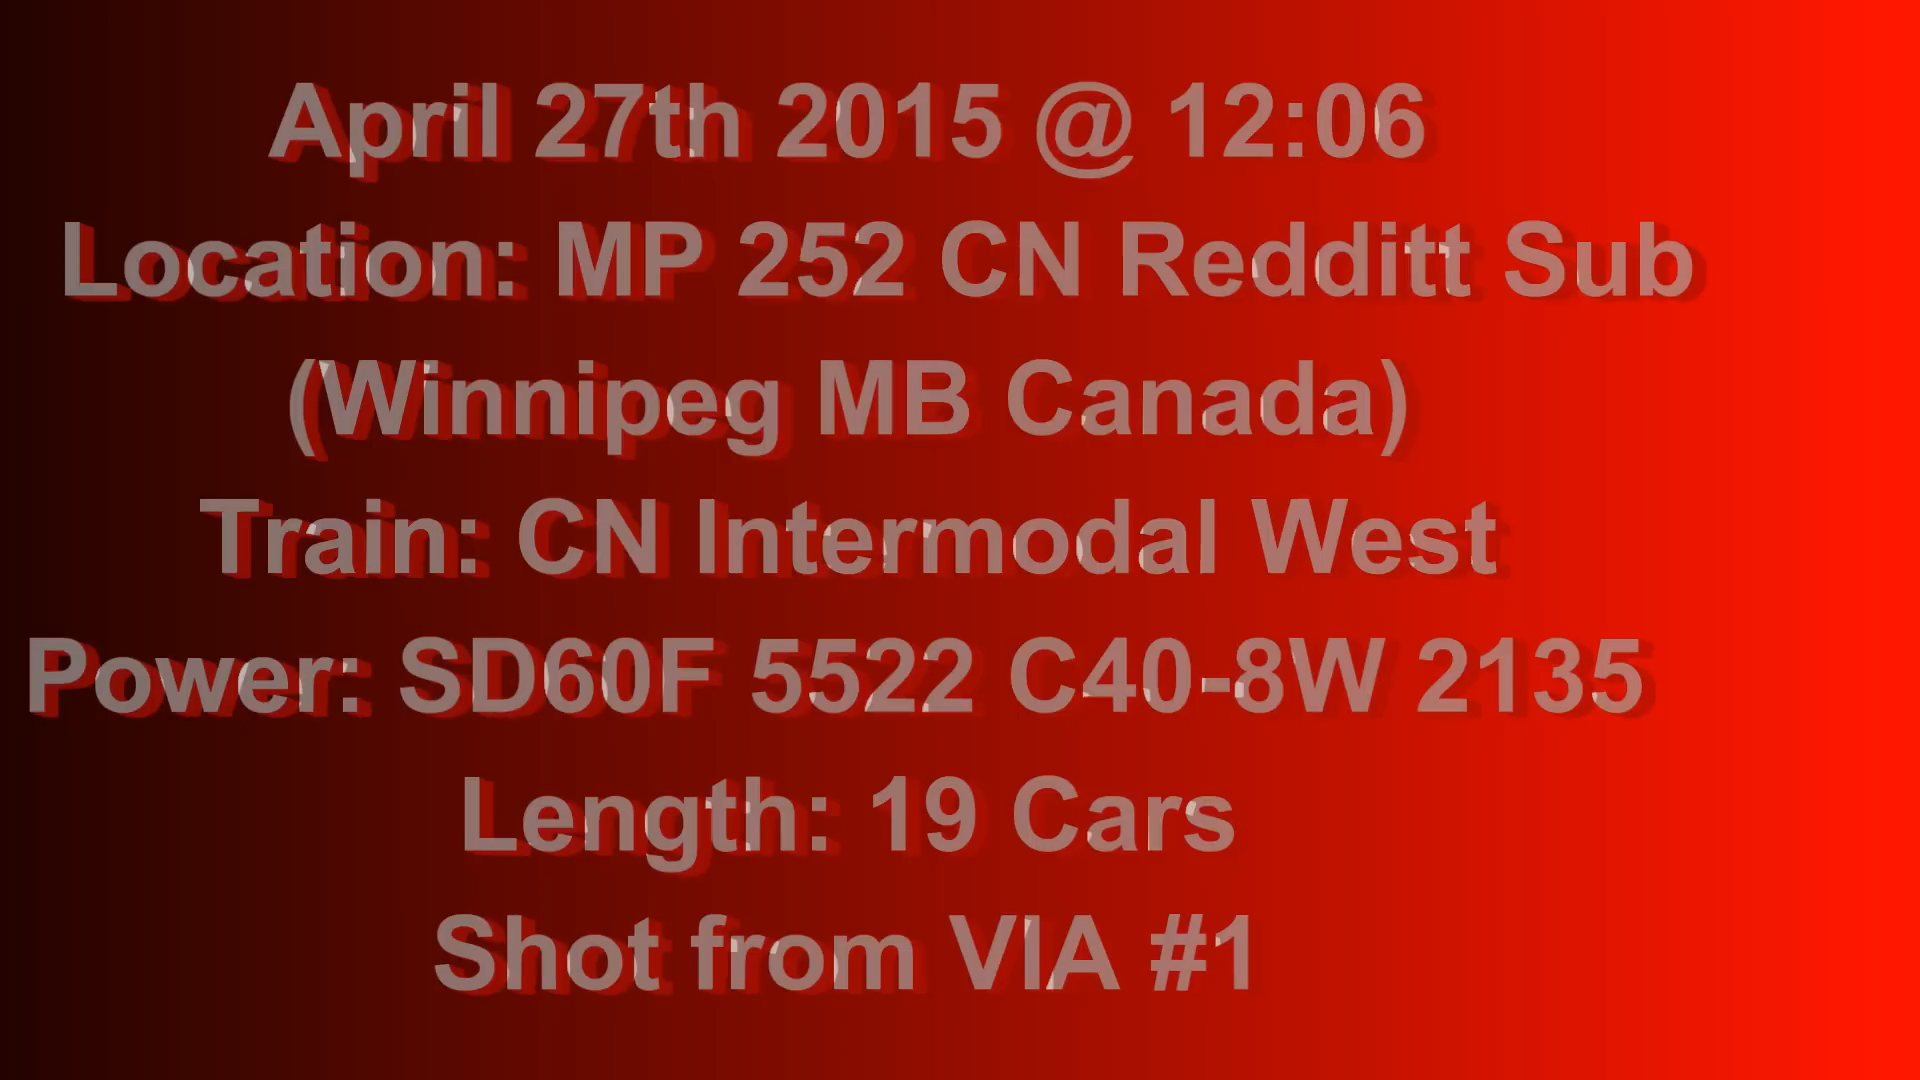 April 27th 2015 @ 12:06
Location: MP 252 CN Redditt Sub
(Winnipeg MB Canada)
Train: CN Intermodal West
Power: SD60F 5522 C40-8W 2135
Length: 19 Cars
Shot from VIA #1